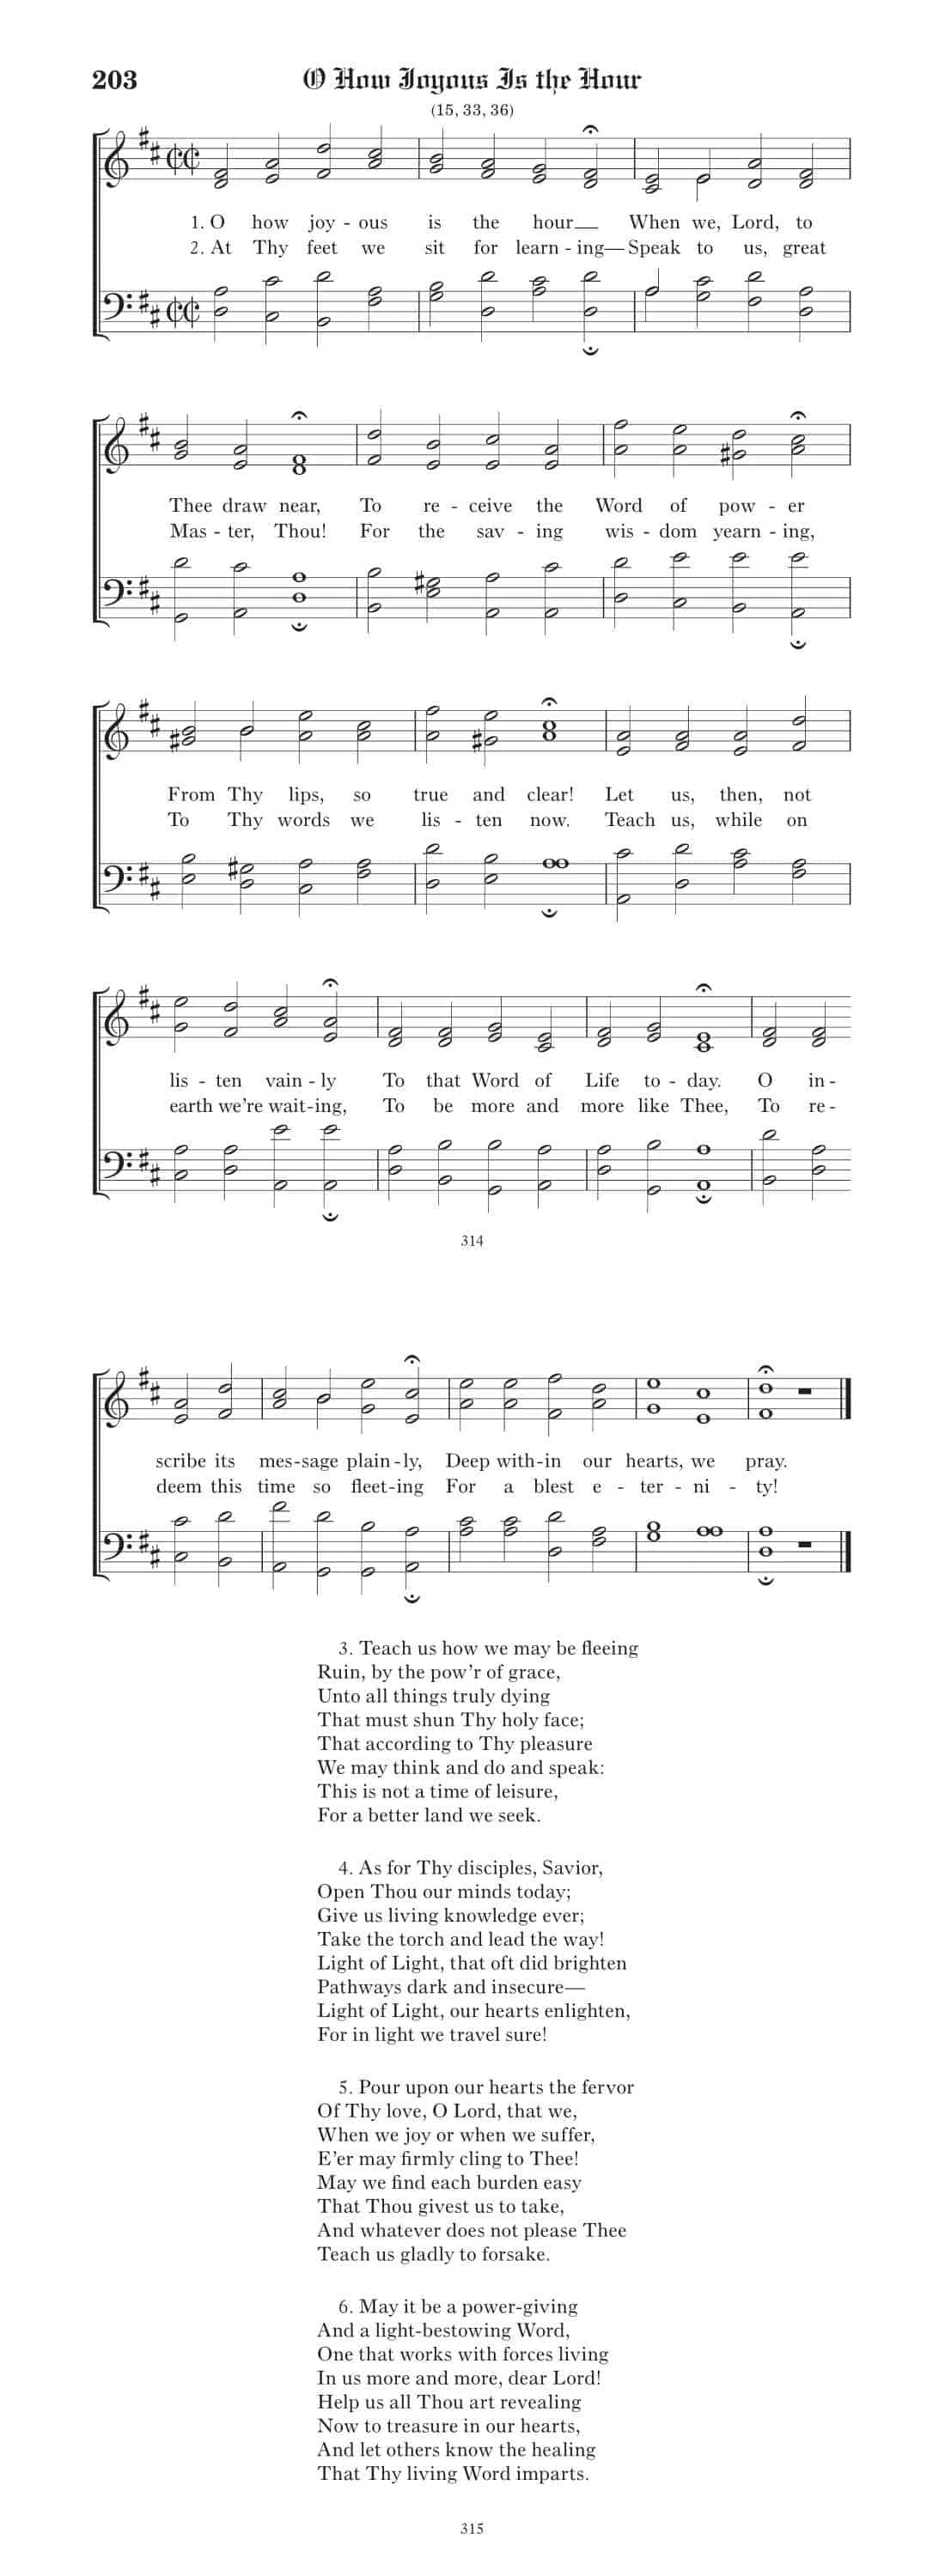 203 O How Joyous Is the Hour
(15, 33, 36)
1. O how joy - ous is the hour When we, Lord, to
2. At Thy feet we sit for learn - ing— Speak to us, great
Thee draw near, To re - ceive the Word of pow - er
Mas - ter, Thou! For the sav - ing wis - dom yearn - ing,
From Thy lips, so true and clear! Let us, then, not
To Thy words we lis - ten now. Teach us, while on
lis - ten vain - ly To that Word of Life to - day. O in -
earth we’re wait-ing, To be more and more like Thee, To re -
314
scribe its mes-sage plain-ly, Deep with-in our hearts, we pray.
deem this time so fleet-ing For a blest e - ter - ni - ty!
3. Teach us how we may be fleeing
Ruin, by the pow’r of grace,
Unto all things truly dying
That must shun Thy holy face;
That according to Thy pleasure
We may think and do and speak:
This is not a time of leisure,
For a better land we seek.
4. As for Thy disciples, Savior,
Open Thou our minds today;
Give us living knowledge ever;
Take the torch and lead the way!
Light of Light, that oft did brighten
Pathways dark and insecure—
Light of Light, our hearts enlighten,
For in light we travel sure!
5. Pour upon our hearts the fervor
Of Thy love, O Lord, that we,
When we joy or when we suffer,
E’er may firmly cling to Thee!
May we find each burden easy
That Thou givest us to take,
And whatever does not please Thee
Teach us gladly to forsake.
6. May it be a power-giving
And a light-bestowing Word,
One that works with forces living
In us more and more, dear Lord!
Help us all Thou art revealing
Now to treasure in our hearts,
And let others know the healing
That Thy living Word imparts.
315